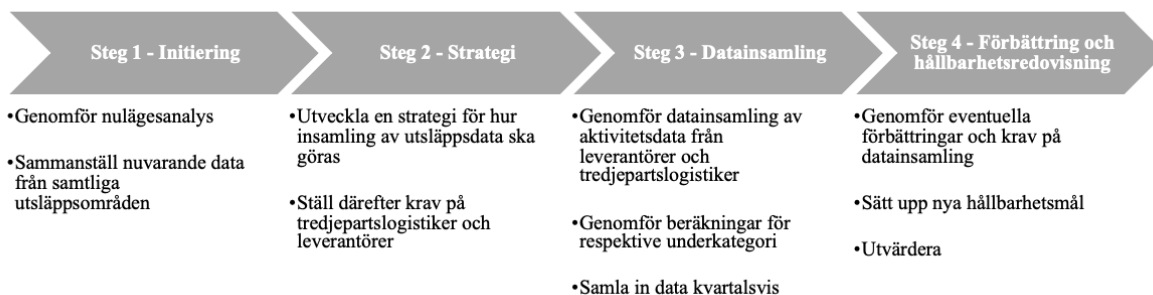 Steg 1 - Initiering
•Genomför nulägesanalys
•Sammanställ nuvarande data
från samtliga
utsläppsområden
Steg 2 - Strategi
•Utveckla en strategi för hur
insamling av utsläppsdata ska
göras
•Ställ därefter krav på
tredjepartslogistiker och
leverantörer
Steg 3 - Datainsamling
•Genomför datainsamling av
aktivitetsdata från
leverantörer och
tredjepartslogistiker
•Genomför beräkningar för
respektive underkategori
•Samla in data kvartalsvis
Steg 4 - Förbättring och
hållbarhetsredovisning
•Genomför eventuella
förbättringar och krav på
datainsamling
•Sätt upp nya hållbarhetsmål
•Utvärdera